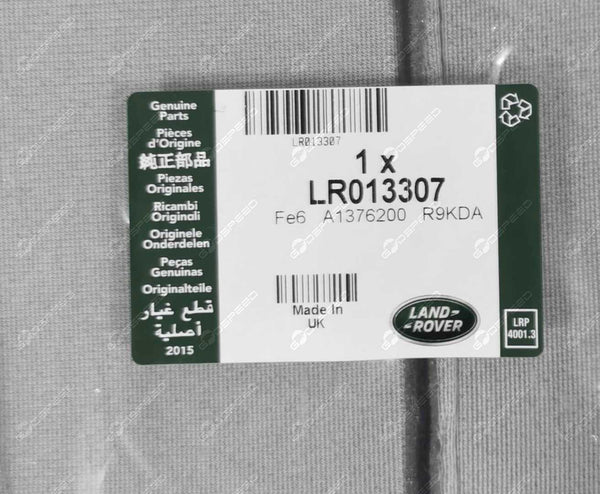 Genuine
Parts
Pièces
d'Origine
純正部品
Piezas
Originales
Ricambi
Originali
Originele
Onderdelen
Peças
Genuinas
Originalteile
قطع غيار
أصلية
2015
LR013307
1 x
LR013307
Fe6 A1376200 R9KDA
Made In
UK
LAND-
ROVER
LRP
4001.3
GODSPEED